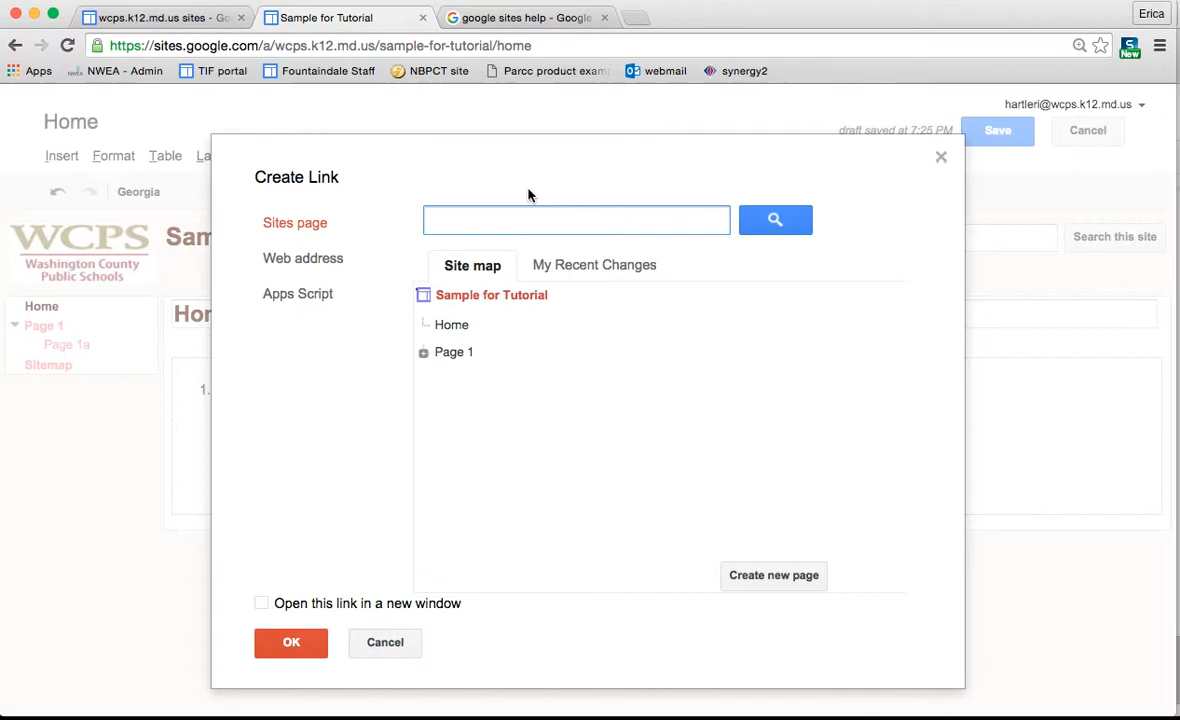 wcps.k12.md.us sites - Go
Sample for Tutorial
google sites help - Google
Erica
https://sites.google.com/a/wcps.k12.md.us/sample-for-tutorial/home
New
Apps
NWEA - Admin
TIF portal
Fountaindale Staff
NBPCT site
Parcc product exam
webmail
synergy2
hartleri@wcps.k12.md.us
Home
draft saved at 7:25 PM
Save
Cancel
Insert Format Table La
Georgia
WCPS
Washington County
Public Schools
Sam
Search this site
Home
Page 1
Page 1a
Sitemap
Hom
1.
Create Link
Sites page
Web address
Apps Script
Site map
My Recent Changes
Sample for Tutorial
Home
Page 1
Create new page
Open this link in a new window
OK
Cancel